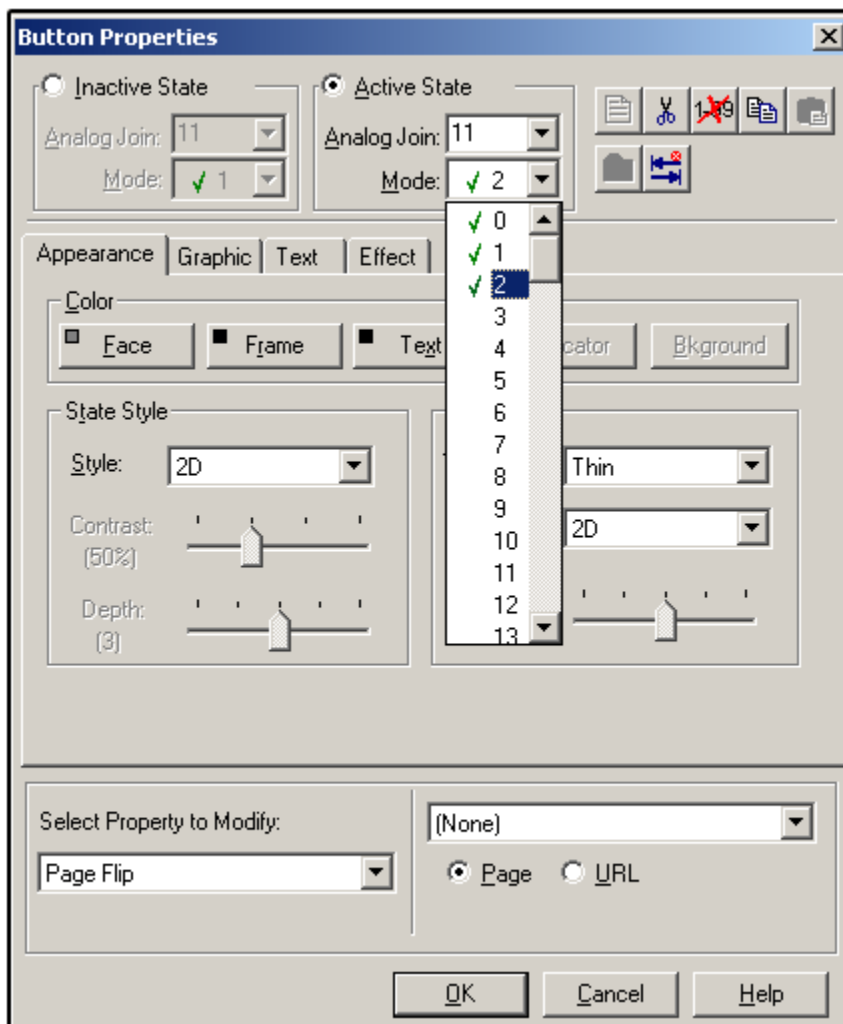 Button Properties
Inactive State
Analog Join: 11
Mode: 1
Active State
Analog Join: 11
Mode: 2
0
1
2
3
4
5
6
7
8
9
10
11
12
13
Appearance Graphic Text Effect
Color
Face Frame Text cator Bkground
State Style
Style: 2D
Contrast:
(50%)
Depth:
(3)
Thin
2D
Select Property to Modify:
Page Flip
(None)
Page URL
OK Cancel Help